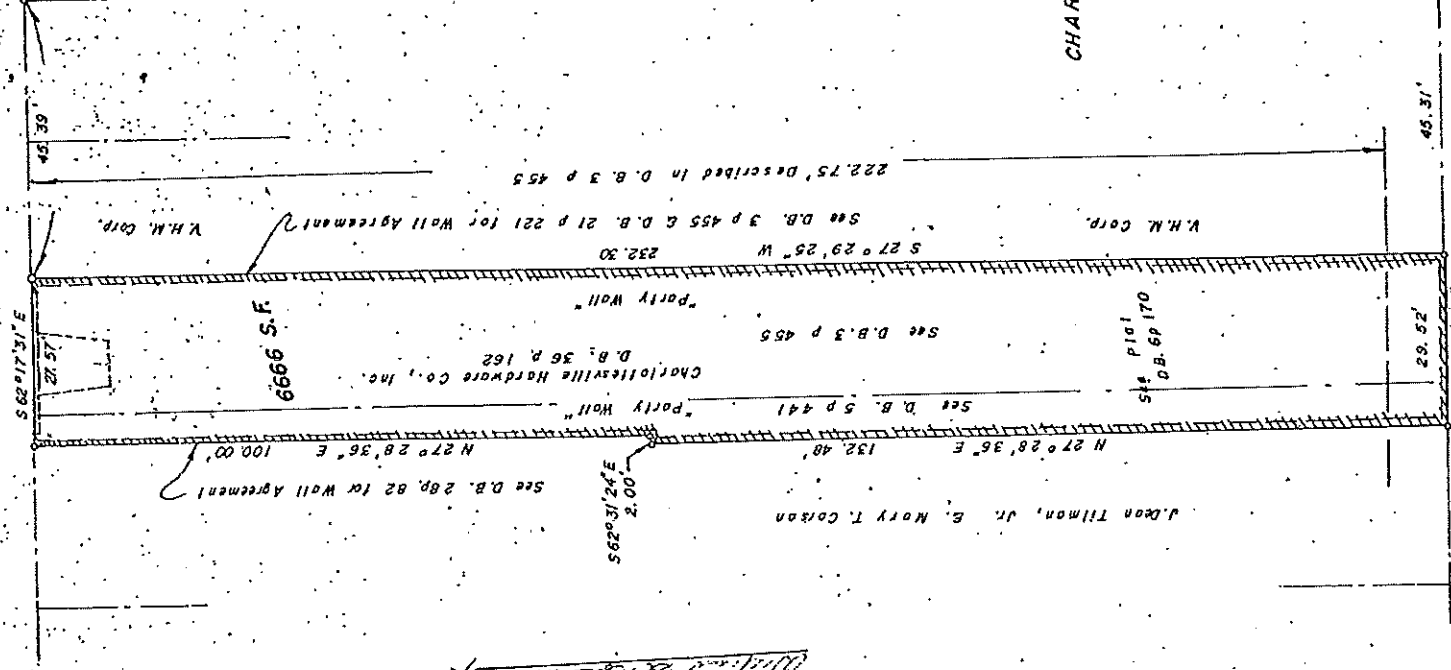 CHAR
45.39'
222.75' Described in D.B. 3 p 455
V.H.M. Corp.
See D.B. 3 p 455 & D.B. 21 p 221 for Wall Agreement
V.H.M. Corp.
S 27° 29' 25" W 232.30
45.31'
S 62° 17' 31" E
27.57'
"Party Wall"
6666 S.F.
See D.B. 3 p 455
Charlottesville Hardware Co., Inc.
D.B. 36 p 162
See Plat
D.B. 6 p 170
29.52'
See D.B. 5 p 441 "Party Wall"
N 27° 28' 36" E 100.00'
N 27° 28' 36" E 132.48'
S 62° 31' 24" E
2.00'
See D.B. 28 p. 82 for Wall Agreement
J. Dean Tilman, Jr. & Mary T. Corsan